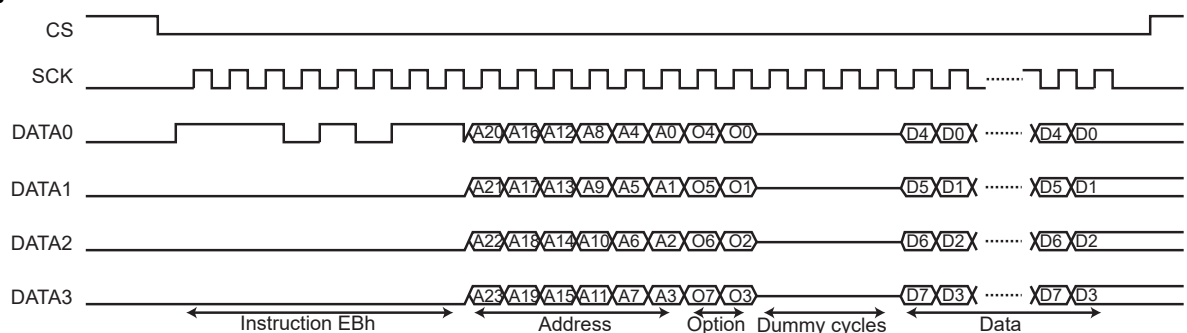 CS
SCK
DATA0 A20 A16 A12 A8 A4 A0 O4 O0 D4 D0 D4 D0
DATA1 A21 A17 A13 A9 A5 A1 O5 O1 D5 D1 D5 D1
DATA2 A22 A18 A14 A10 A6 A2 O6 O2 D6 D2 D6 D2
DATA3 A23 A19 A15 A11 A7 A3 O7 O3 D7 D3 D7 D3
Instruction EBh Address Option Dummy cycles Data